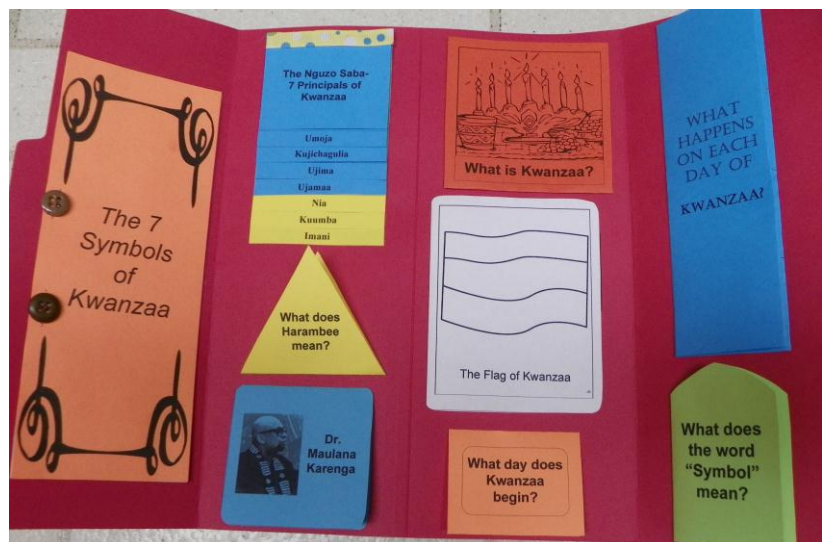 The 7
Symbols
of
Kwanzaa
The Nguzo Saba-
7 Principals of
Kwanzaa
Umoja
Kujichagulia
Ujima
Ujamaa
Nia
Kuumba
Imani
What does
Harambee
mean?
Dr.
Maulana
Karenga
What is Kwanzaa?
The Flag of Kwanzaa
What day does
Kwanzaa
begin?
WHAT
HAPPENS
ON EACH
DAY OF
KWANZAA?
What does
the word
“Symbol”
mean?